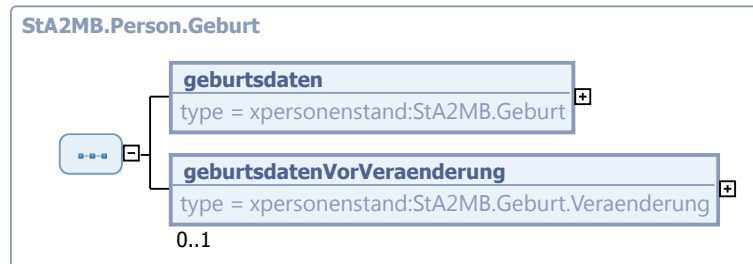 StA2MB.Person.Geburt
geburtsdaten
type = xpersonenstand:StA2MB.Geburt
geburtsdatenVorVeraenderung
type = xpersonenstand:StA2MB.Geburt.Veraenderung
0..1